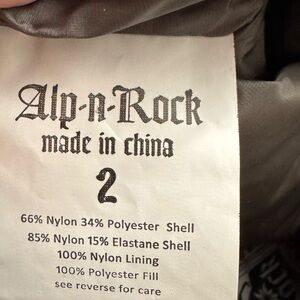 Alp-n-Rock
made in china
2
66% Nylon 34% Polyester Shell
85% Nylon 15% Elastane Shell
100% Nylon Lining
100% Polyester Fill
see reverse for care